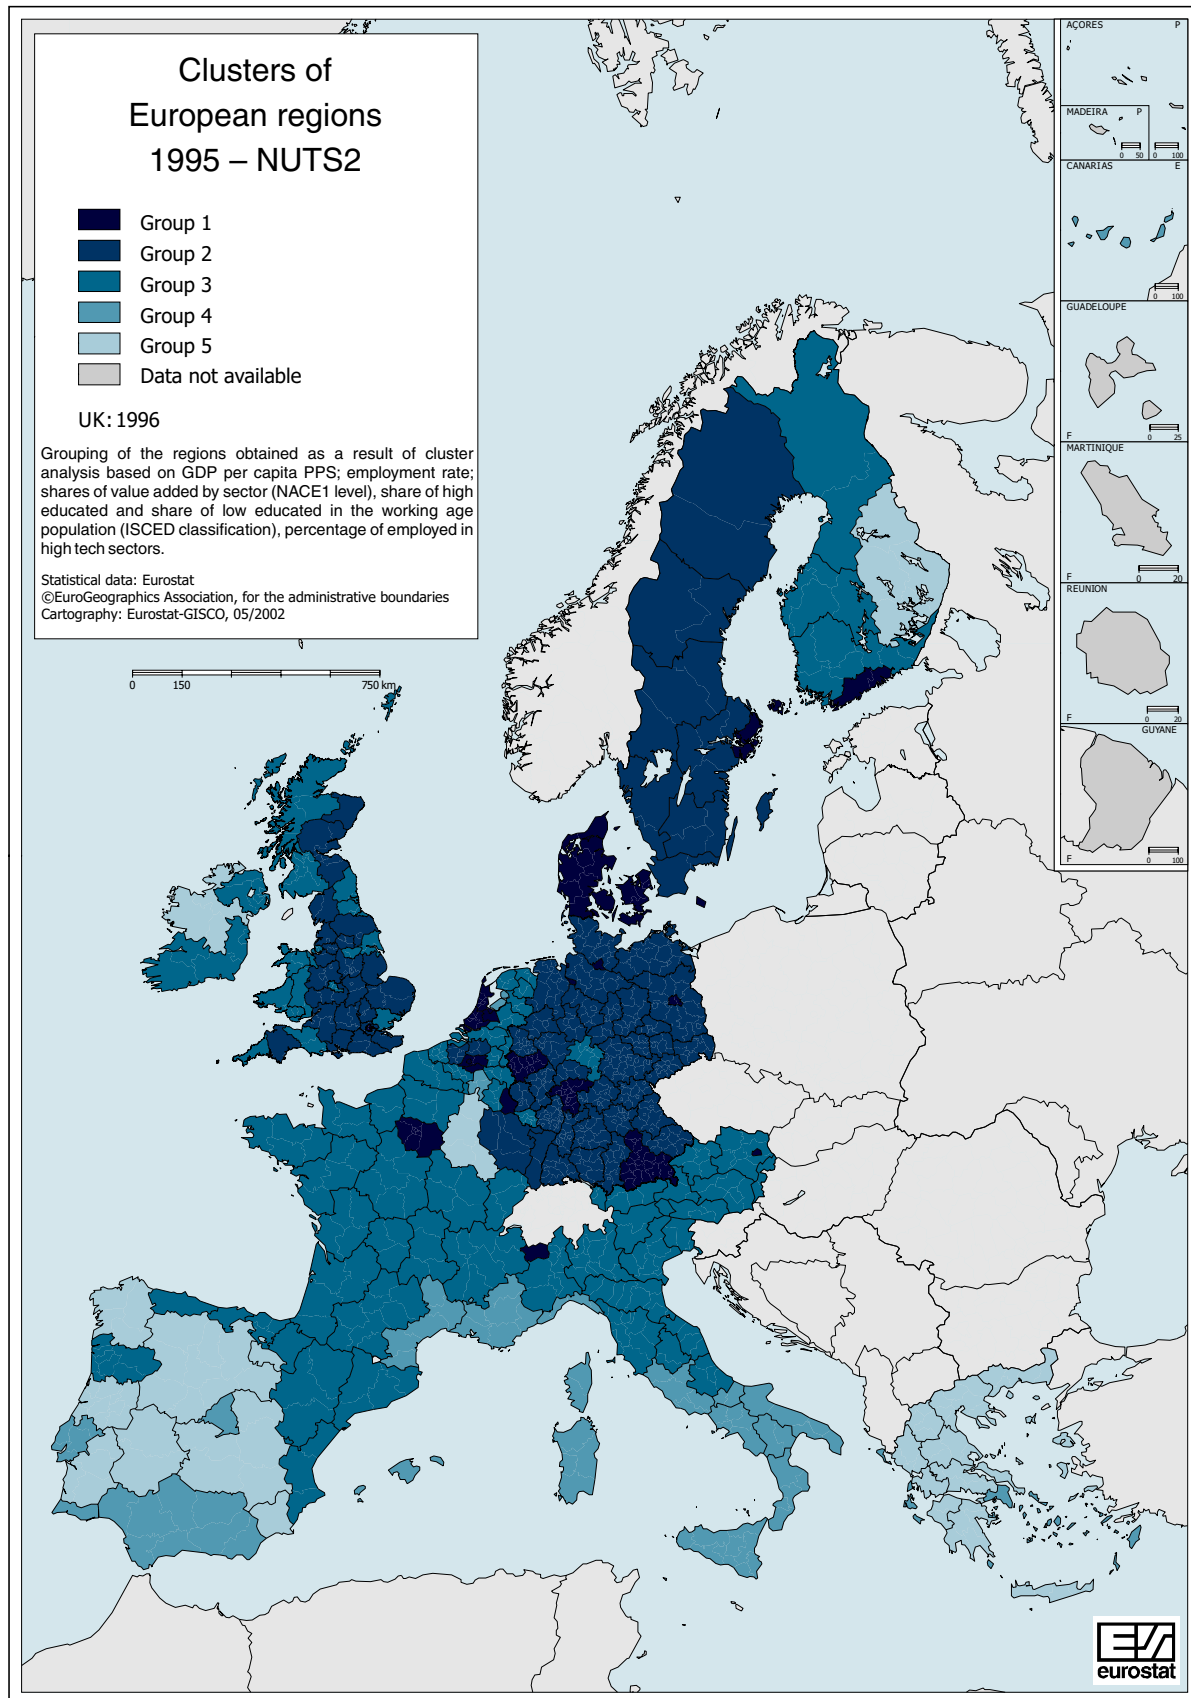 Clusters of
European regions
1995 – NUTS2
Group 1
Group 2
Group 3
Group 4
Group 5
Data not available
UK: 1996
Grouping of the regions obtained as a result of cluster
analysis based on GDP per capita PPS; employment rate;
shares of value added by sector (NACE1 level), share of high
educated and share of low educated in the working age
population (ISCED classification), percentage of employed in
high tech sectors.
Statistical data: Eurostat
©EuroGeographics Association, for the administrative boundaries
Cartography: Eurostat-GISCO, 05/2002
0 150 750 km
AÇORES P
MADEIRA P
0 50 0 100
CANARIAS E
0 100
GUADELOUPE
F 0 25
MARTINIQUE
F 0 20
REUNION
F 0 20
GUYANE
F 0 100
eurostat